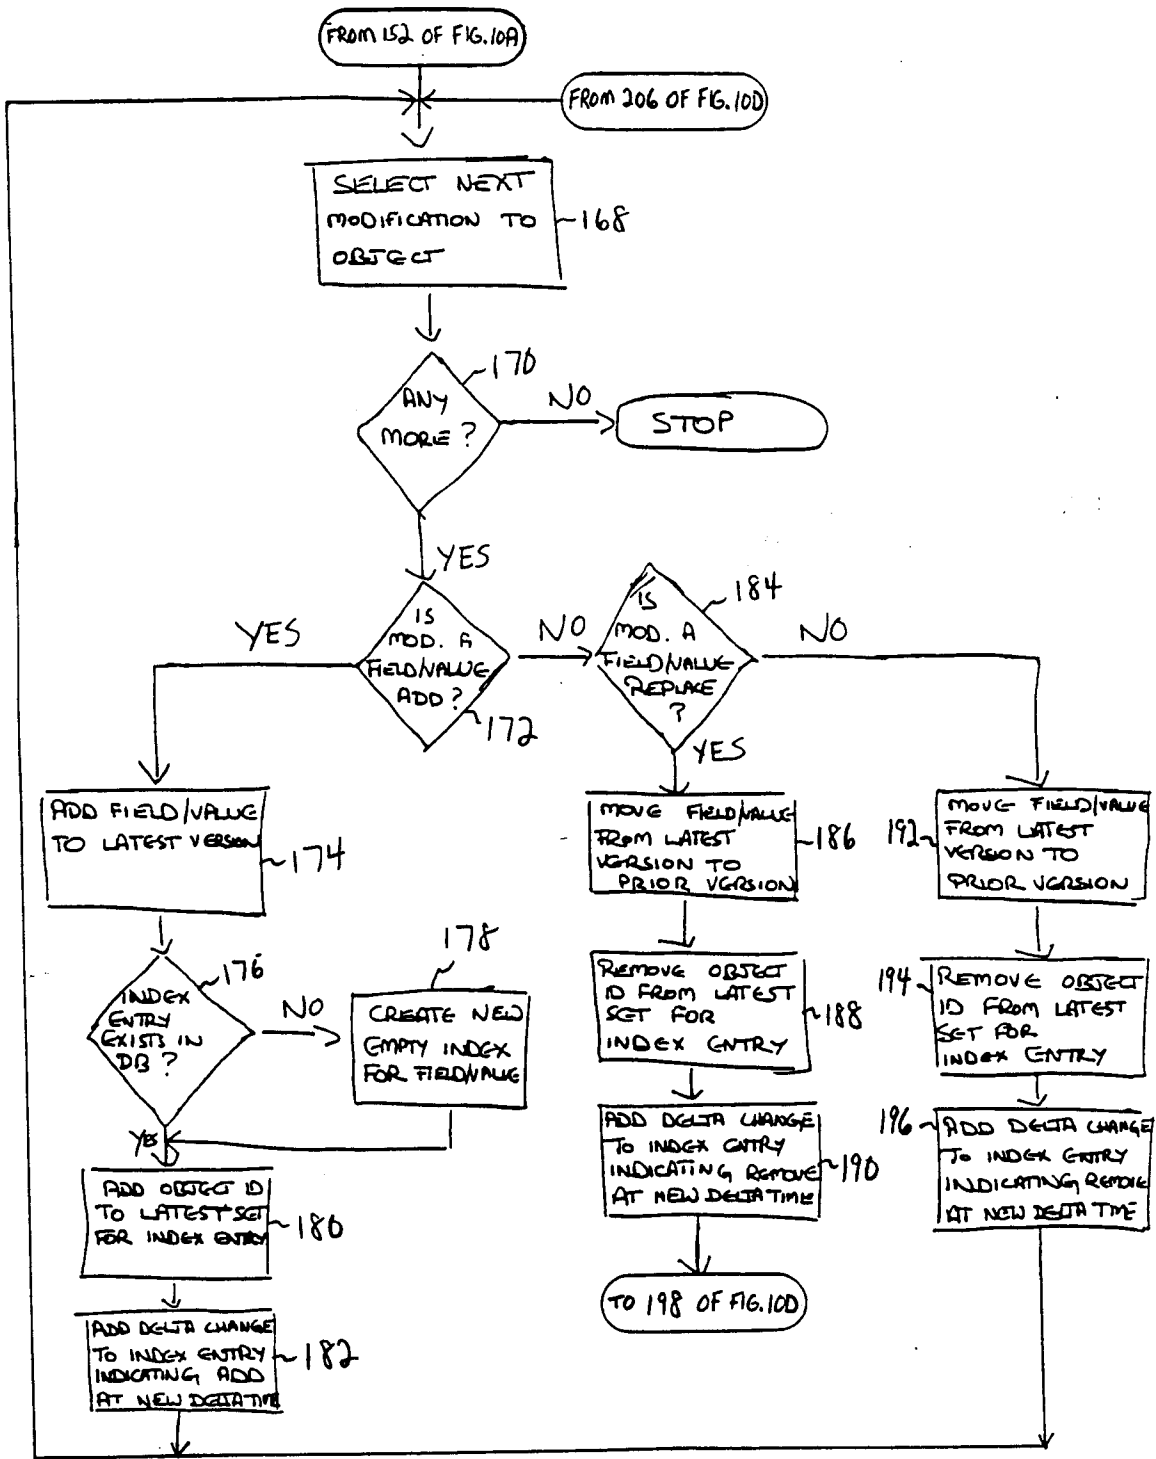 FROM 152 OF FIG.10A
FROM 206 OF FIG.10D
SELECT NEXT
MODIFICATION TO
OBJECT
168
170
ANY
MORE?
NO
STOP
YES
IS
MOD. A
FIELD/VALUE
ADD?
172
YES
NO
184
IS
MOD. A
FIELD/VALUE
REPLACE
?
NO
YES
ADD FIELD/VALUE
TO LATEST VERSION
174
MOVE FIELD/VALUE
FROM LATEST
VERSION TO
PRIOR VERSION
186
192
MOVE FIELD/VALUE
FROM LATEST
VERSION TO
PRIOR VERSION
176
INDEX
ENTRY
EXISTS IN
DB?
NO
178
CREATE NEW
EMPTY INDEX
FOR FIELD/VALUE
REMOVE OBJECT
ID FROM LATEST
SET FOR
INDEX ENTRY
188
194
REMOVE OBJECT
ID FROM LATEST
SET FOR
INDEX ENTRY
YES
ADD OBJECT ID
TO LATEST SET
FOR INDEX ENTRY
180
ADD DELTA CHANGE
TO INDEX ENTRY
INDICATING REMOVE
AT NEW DELTA TIME
190
196
ADD DELTA CHANGE
TO INDEX ENTRY
INDICATING REMOVE
AT NEW DELTA TIME
ADD DELTA CHANGE
TO INDEX ENTRY
INDICATING ADD
AT NEW DELTA TIME
182
TO 198 OF FIG.10D